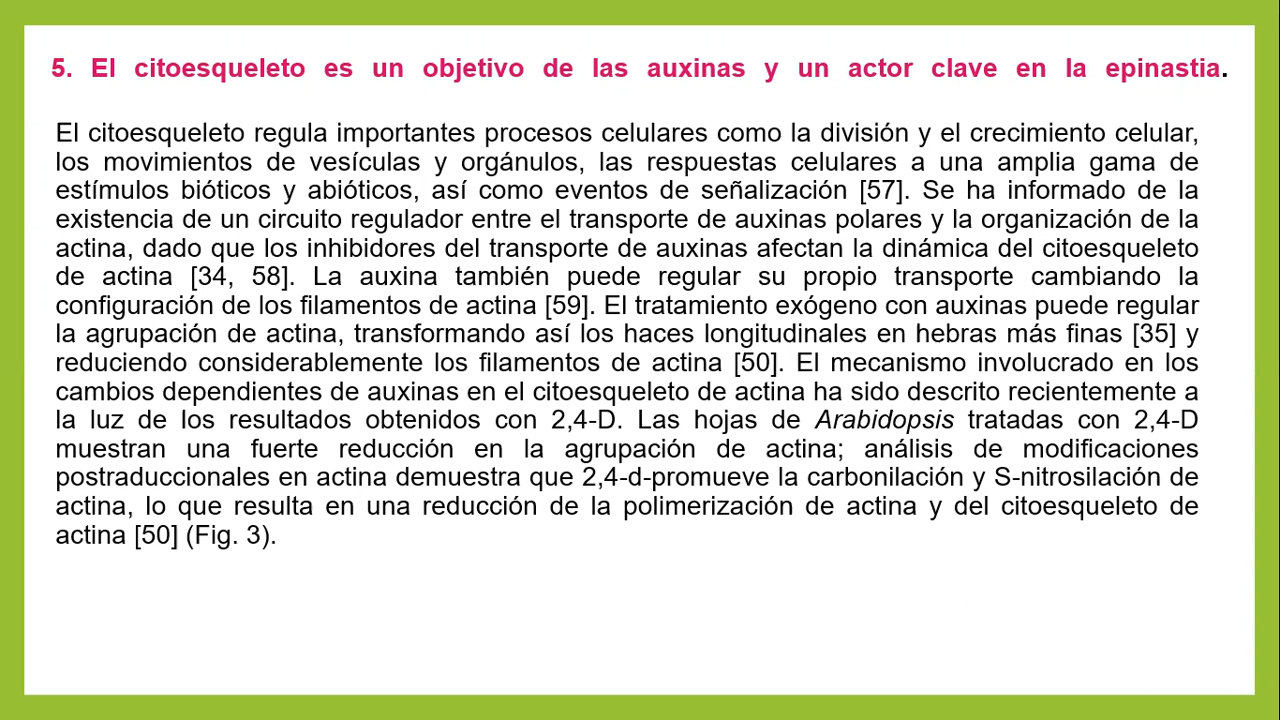 5. El citoesqueleto es un objetivo de las auxinas y un actor clave en la epinastia.
El citoesqueleto regula importantes procesos celulares como la división y el crecimiento celular,
los movimientos de vesículas y orgánulos, las respuestas celulares a una amplia gama de
estímulos bióticos y abióticos, así como eventos de señalización [57]. Se ha informado de la
existencia de un circuito regulador entre el transporte de auxinas polares y la organización de la
actina, dado que los inhibidores del transporte de auxinas afectan la dinámica del citoesqueleto
de actina [34, 58]. La auxina también puede regular su propio transporte cambiando la
configuración de los filamentos de actina [59]. El tratamiento exógeno con auxinas puede regular
la agrupación de actina, transformando así los haces longitudinales en hebras más finas [35] y
reduciendo considerablemente los filamentos de actina [50]. El mecanismo involucrado en los
cambios dependientes de auxinas en el citoesqueleto de actina ha sido descrito recientemente a
la luz de los resultados obtenidos con 2,4-D. Las hojas de Arabidopsis tratadas con 2,4-D
muestran una fuerte reducción en la agrupación de actina; análisis de modificaciones
postraduccionales en actina demuestra que 2,4-d-promueve la carbonilación y S-nitrosilación de
actina, lo que resulta en una reducción de la polimerización de actina y del citoesqueleto de
actina [50] (Fig. 3).